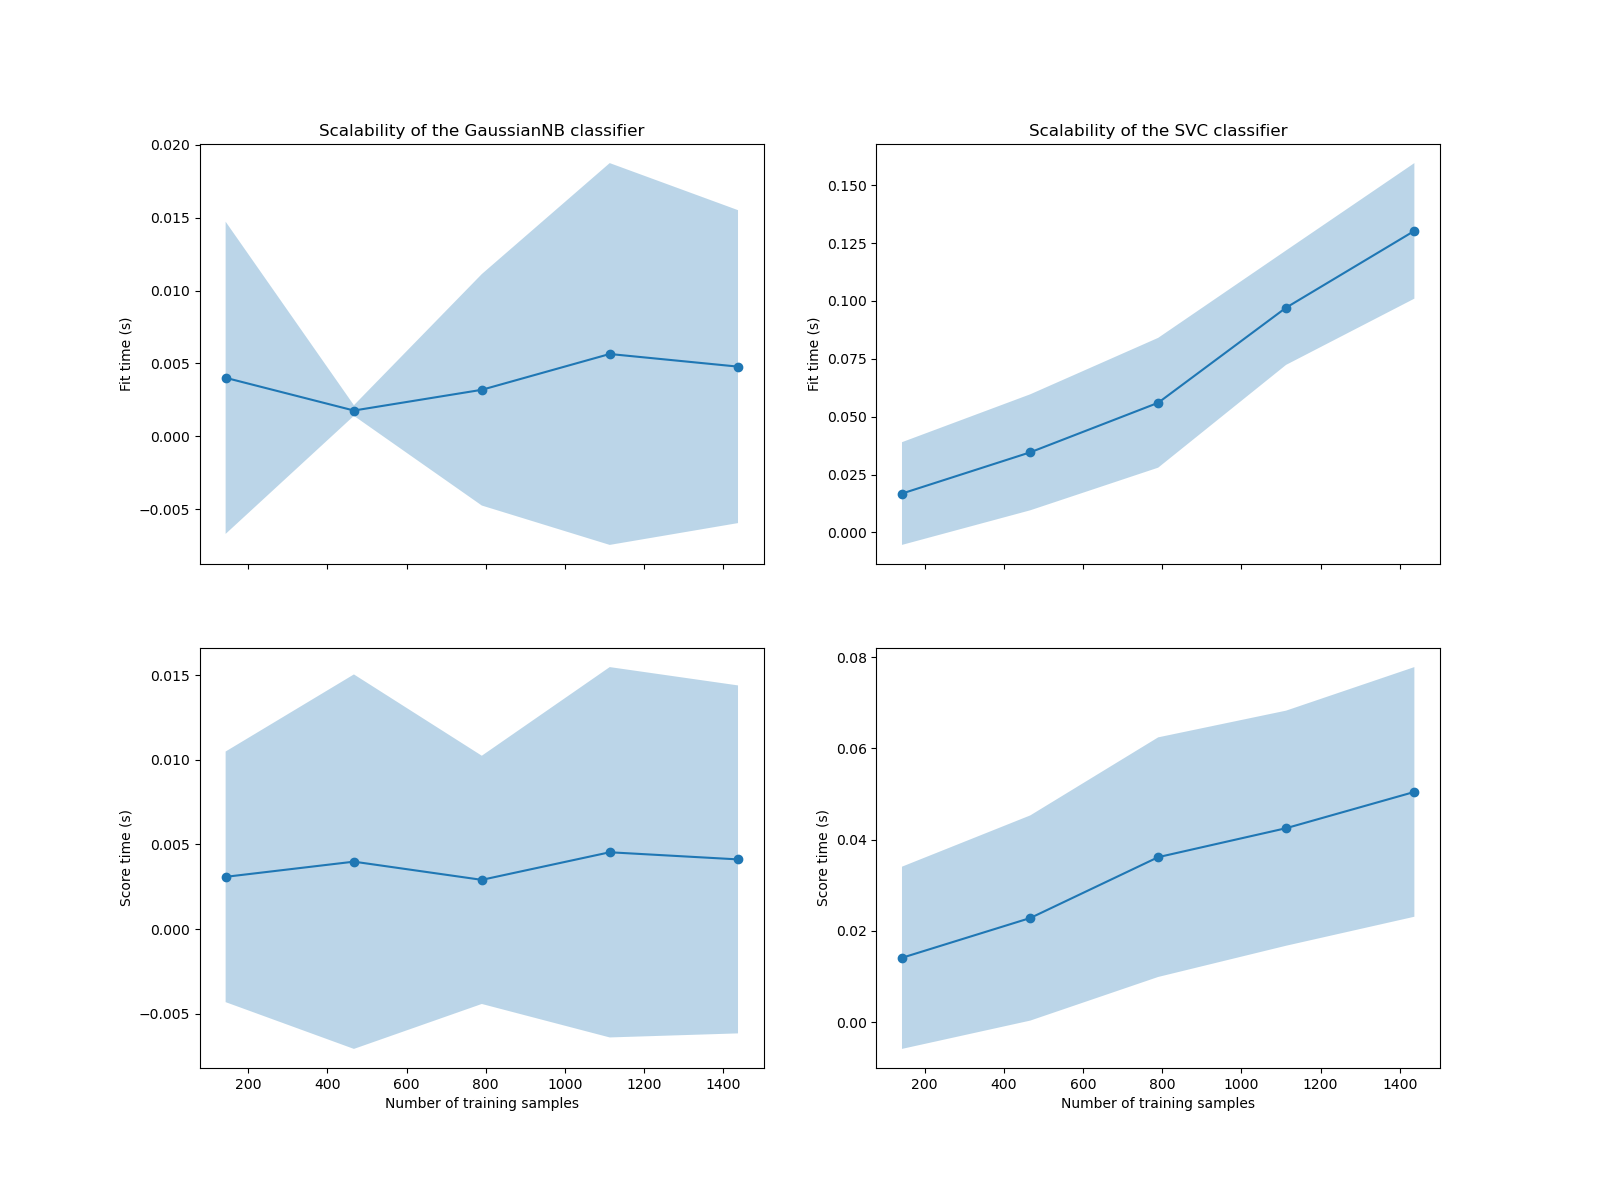 Scalability of the GaussianNB classifier
0.020
0.015
0.010
0.005
0.000
−0.005
Fit time (s)
Scalability of the SVC classifier
0.150
0.125
0.100
0.075
0.050
0.025
0.000
Fit time (s)
0.015
0.010
0.005
0.000
−0.005
Score time (s)
200 400 600 800 1000 1200 1400
Number of training samples
0.08
0.06
0.04
0.02
0.00
Score time (s)
200 400 600 800 1000 1200 1400
Number of training samples